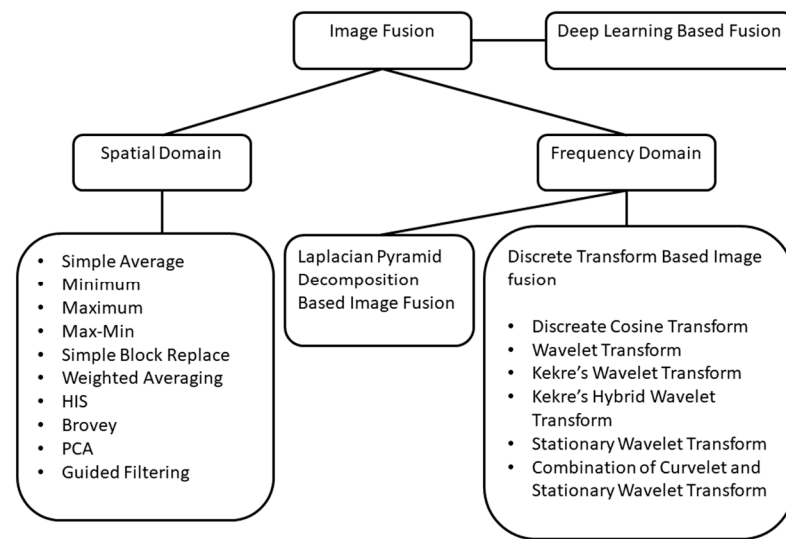 Image Fusion
Deep Learning Based Fusion
Spatial Domain
Frequency Domain
• Simple Average
• Minimum
• Maximum
• Max-Min
• Simple Block Replace
• Weighted Averaging
• HIS
• Brovey
• PCA
• Guided Filtering
Laplacian Pyramid
Decomposition
Based Image Fusion
Discrete Transform Based Image
fusion
• Discreate Cosine Transform
• Wavelet Transform
• Kekre’s Wavelet Transform
• Kekre’s Hybrid Wavelet
Transform
• Stationary Wavelet Transform
• Combination of Curvelet and
Stationary Wavelet Transform